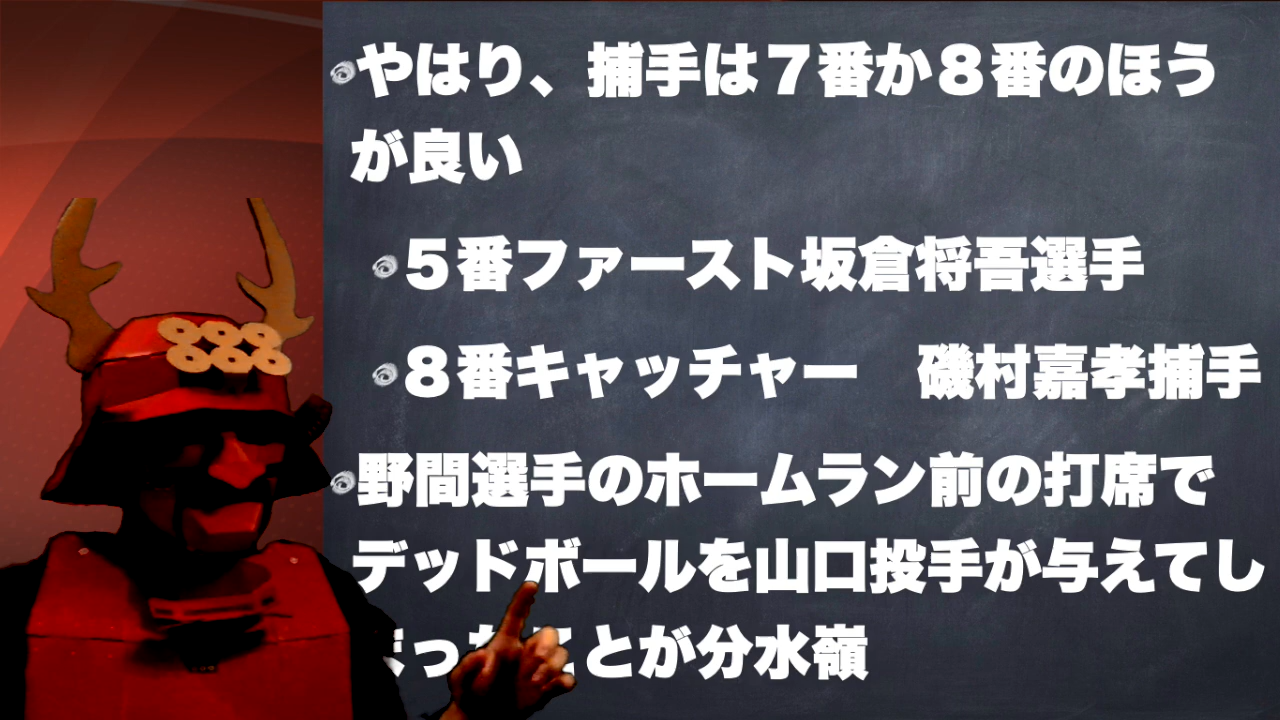 やはり、捕手は７番か８番のほう
が良い
５番ファースト坂倉将吾選手
８番キャッチャー　磯村嘉孝捕手
野間選手のホームラン前の打席で
デッドボールを山口投手が与えてし
まったことが分水嶺